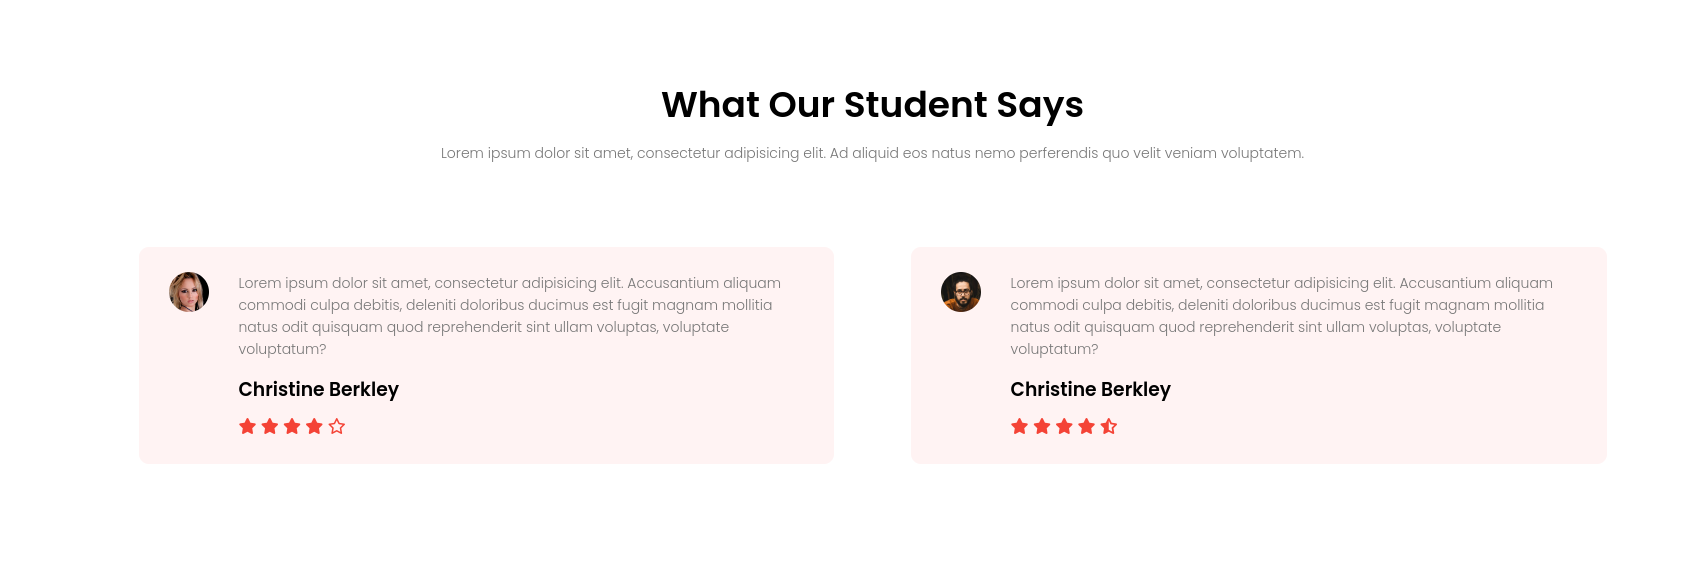 What Our Student Says
Lorem ipsum dolor sit amet, consectetur adipisicing elit. Ad aliquid eos natus nemo perferendis quo velit veniam voluptatem.
Lorem ipsum dolor sit amet, consectetur adipisicing elit. Accusantium aliquam
commodi culpa debitis, deleniti doloribus ducimus est fugit magnam mollitia
natus odit quisquam quod reprehenderit sint ullam voluptas, voluptate
voluptatum?
Christine Berkley
Lorem ipsum dolor sit amet, consectetur adipisicing elit. Accusantium aliquam
commodi culpa debitis, deleniti doloribus ducimus est fugit magnam mollitia
natus odit quisquam quod reprehenderit sint ullam voluptas, voluptate
voluptatum?
Christine Berkley